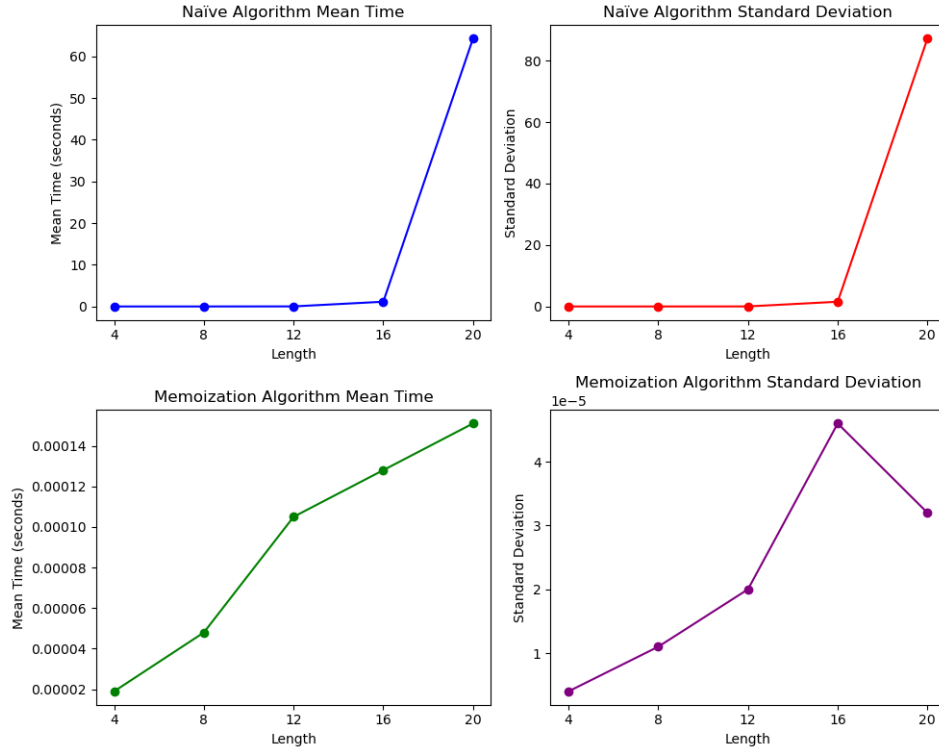 Naïve Algorithm Mean Time
Mean Time (seconds)
60
50
40
30
20
10
0
4 8 12 16 20
Length
Naïve Algorithm Standard Deviation
Standard Deviation
80
60
40
20
0
4 8 12 16 20
Length
Memoization Algorithm Mean Time
Mean Time (seconds)
0.00014
0.00012
0.00010
0.00008
0.00006
0.00004
0.00002
4 8 12 16 20
Length
Memoization Algorithm Standard Deviation
1e−5
Standard Deviation
4
3
2
1
4 8 12 16 20
Length